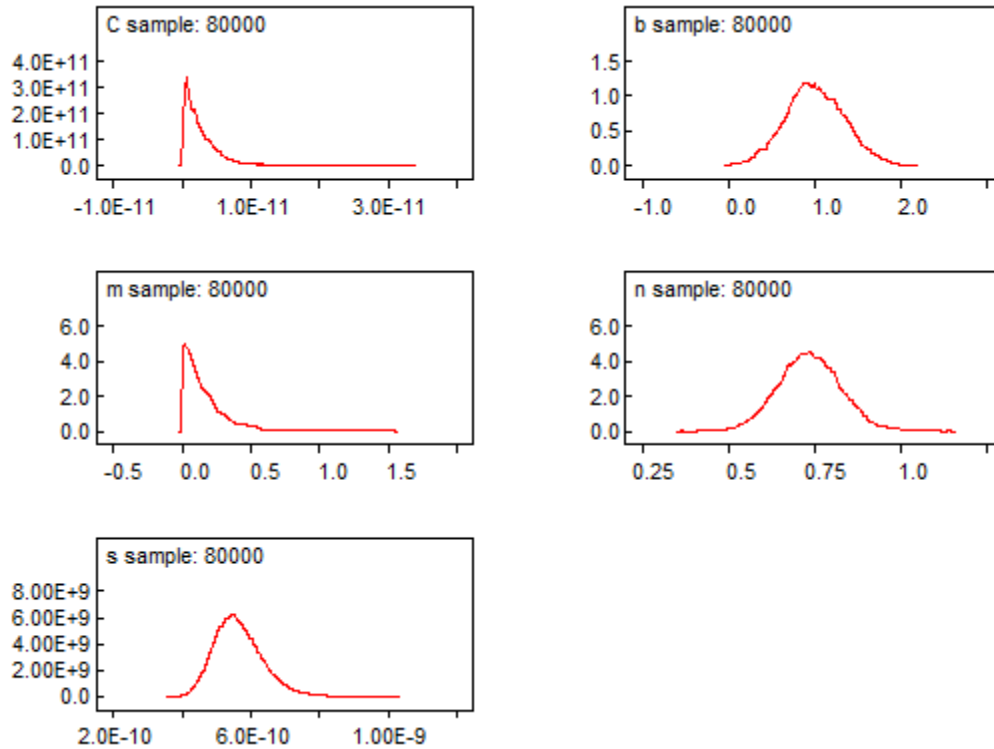 C sample: 80000
4.0E+11
3.0E+11
2.0E+11
1.0E+11
0.0
-1.0E-11 1.0E-11 3.0E-11
b sample: 80000
1.5
1.0
0.5
0.0
-1.0 0.0 1.0 2.0
m sample: 80000
6.0
4.0
2.0
0.0
-0.5 0.0 0.5 1.0 1.5
n sample: 80000
6.0
4.0
2.0
0.0
0.25 0.5 0.75 1.0
s sample: 80000
8.00E+9
6.00E+9
4.00E+9
2.00E+9
0.0
2.0E-10 6.0E-10 1.00E-9